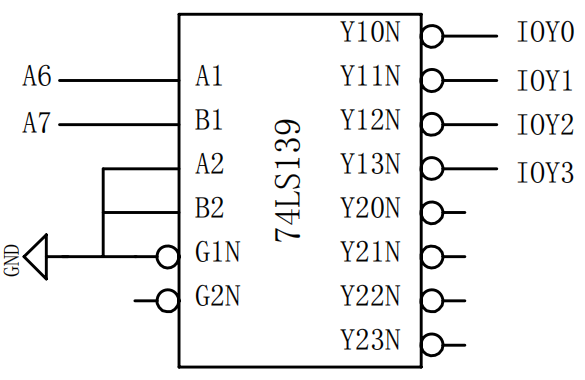 Y10N IOY0
A6 A1 Y11N IOY1
A7 B1 Y12N IOY2
A2 Y13N IOY3
B2 Y20N
GND G1N Y21N
G2N Y22N
Y23N
74LS139